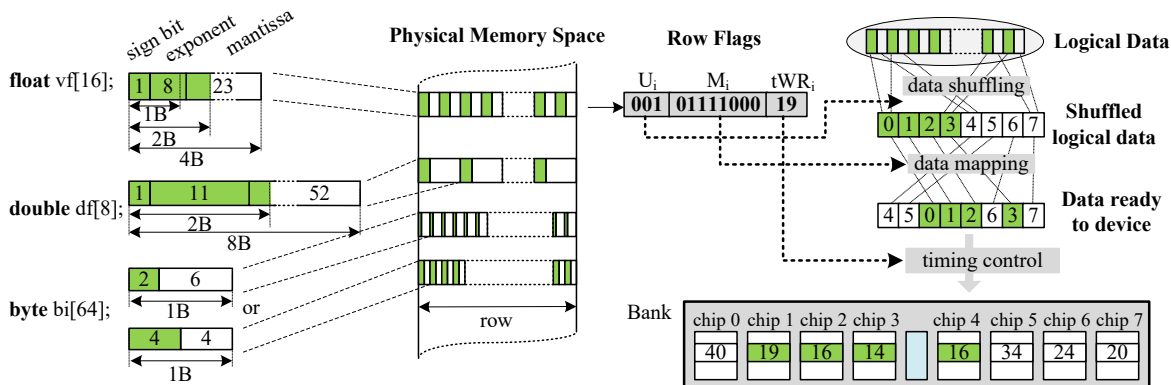 sign bit
exponent
mantissa
float vf[16];
1
8
23
1B
2B
4B
double df[8];
1
11
52
2B
8B
byte bi[64];
2
6
1B
or
4
4
1B
Physical Memory Space
row
Row Flags
Ui
Mi
tWRi
001
01111000
19
Logical Data
data shuffling
Shuffled
logical data
0 1 2 3 4 5 6 7
data mapping
Data ready
to device
4 5 0 1 2 6 3 7
timing control
Bank
chip 0 chip 1 chip 2 chip 3 chip 4 chip 5 chip 6 chip 7
40 19 16 14 16 34 24 20